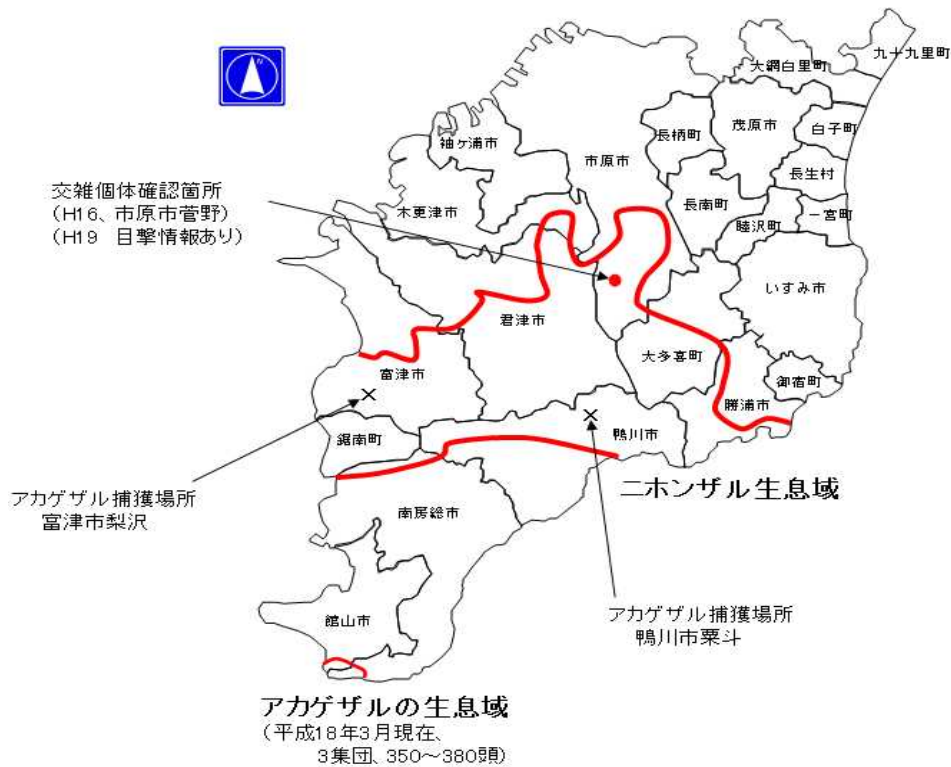 N
九十九里町
大網白里町
袖ヶ浦市
市原市
長柄町
茂原市
白子町
長生村
交雑個体確認箇所
(H16、市原市菅野)
(H19 目撃情報あり)
木更津市
長南町
睦沢町
一宮町
いすみ市
君津市
大多喜町
富津市
御宿町
勝浦市
鋸南町
鴨川市
ニホンザル生息域
アカゲザル捕獲場所
富津市梨沢
南房総市
館山市
アカゲザル捕獲場所
鴨川市粟斗
アカゲザルの生息域
(平成18年3月現在、
3集団、350～380頭)